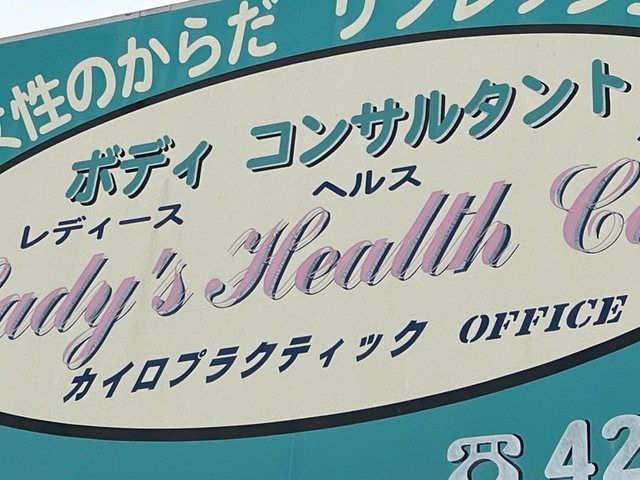 性のからだ リフレッシュ
ボディ コンサルタント
レディース ヘルス
Lady's Health
カイロプラクティック OFFICE
42